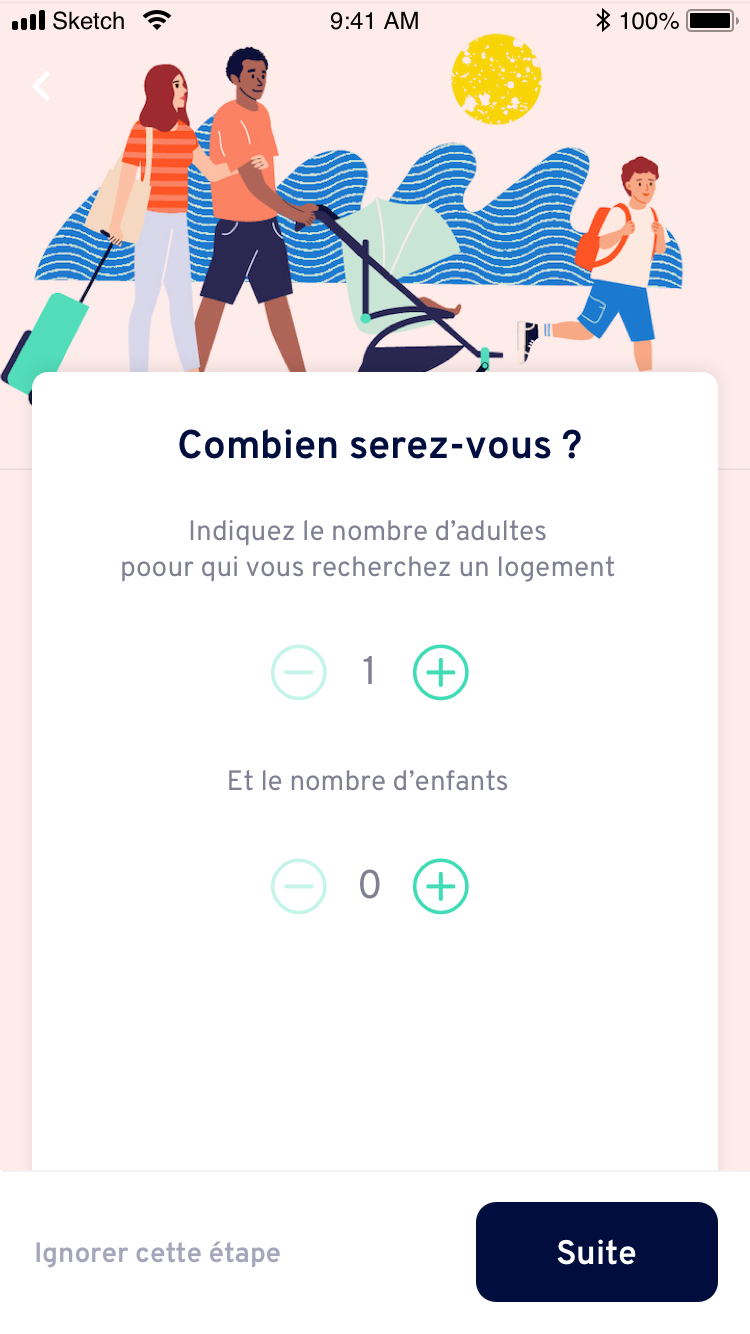 Sketch 9:41 AM 100%
Combien serez-vous ?
Indiquez le nombre d’adultes
poour qui vous recherchez un logement
1
Et le nombre d’enfants
0
Ignorer cette étape Suite